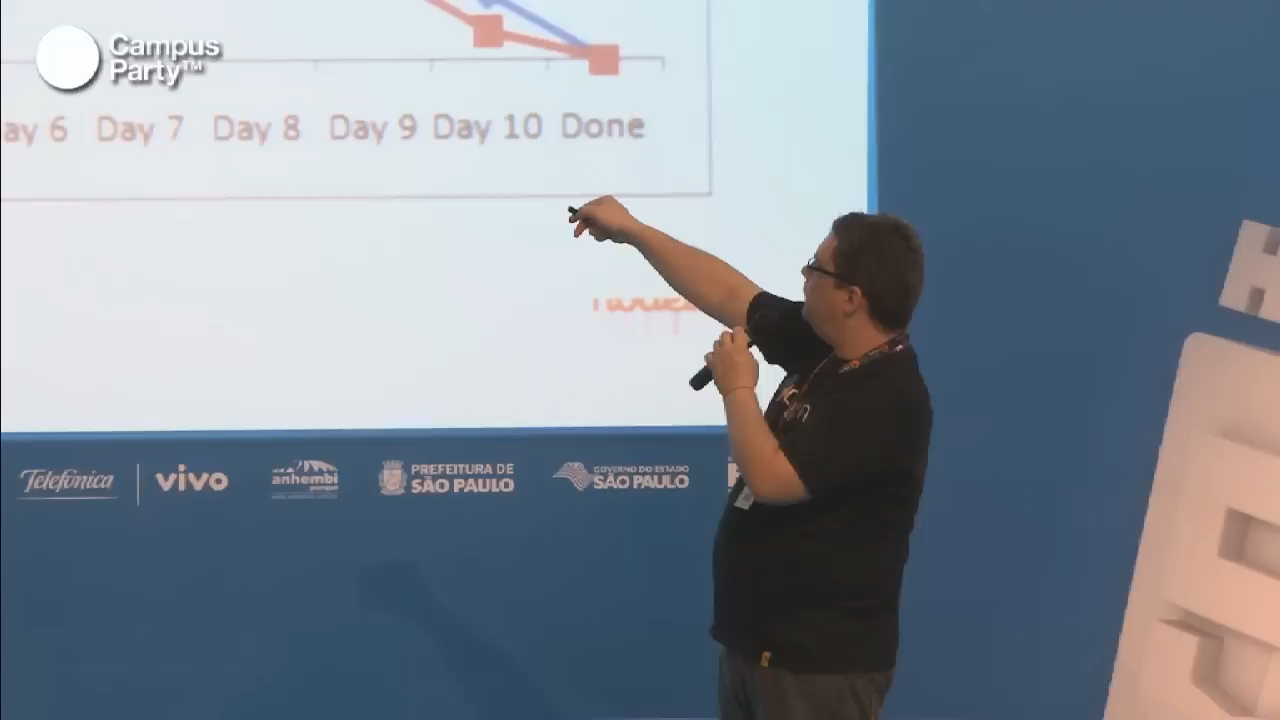 Campus
Party™
ay 6 Day 7 Day 8 Day 9 Day 10 Done
Telefónica vivo anhembi PREFEITURA DE SÃO PAULO GOVERNO DO ESTADO SÃO PAULO